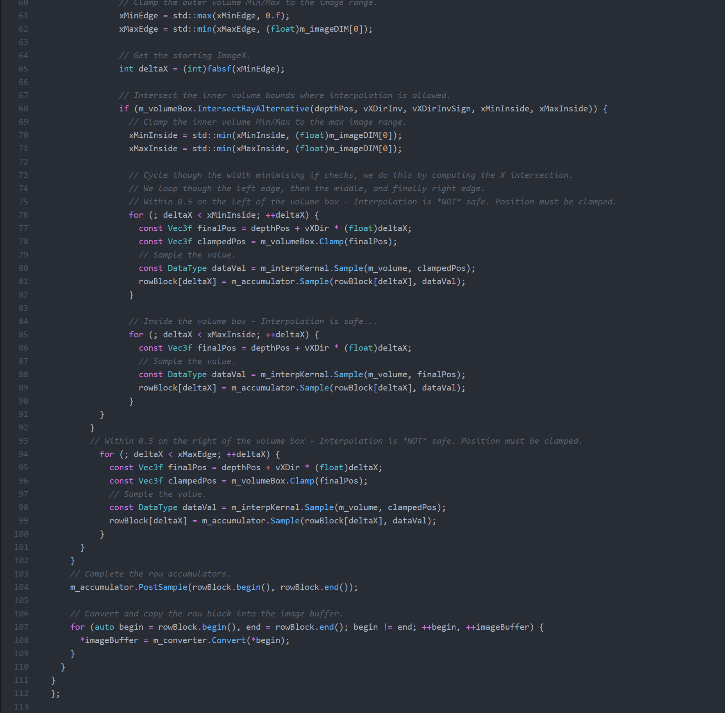 60 // Clamp the outer volume Min/Max to the image range.
61 xMinEdge = std::max(xMinEdge, 0.f);
62 xMaxEdge = std::min(xMaxEdge, (float)m_imageDIM[0]);
63
64 // Get the starting ImageX.
65 int deltaX = (int)fabsf(xMinEdge);
66
67 // Intersect the inner volume bounds where interpolation is allowed.
68 if (m_volumeBox.IntersectRayAlternative(depthPos, vXDirInv, vXDirInvSign, xMinInside, xMaxInside)) {
69 // Clamp the inner volume Min/Max to the max image range.
70 xMinInside = std::min(xMinInside, (float)m_imageDIM[0]);
71 xMaxInside = std::min(xMaxInside, (float)m_imageDIM[0]);
72
73 // Cycle though the width minimising if checks, we do this by computing the X intersection.
74 // We loop though the left edge, then the middle, and finally right edge.
75 // Within 0.5 on the left of the volume box - Interpolation is *NOT* safe. Position must be clamped.
76 for (; deltaX < xMinInside; ++deltaX) {
77 const Vec3f finalPos = depthPos + vXDir * (float)deltaX;
78 const Vec3f clampedPos = m_volumeBox.Clamp(finalPos);
79 // Sample the value.
80 const DataType dataVal = m_interpKernal.Sample(m_volume, clampedPos);
81 rowBlock[deltaX] = m_accumulator.Sample(rowBlock[deltaX], dataVal);
82 }
83
84 // Inside the volume box - Interpolation is safe...
85 for (; deltaX < xMaxInside; ++deltaX) {
86 const Vec3f finalPos = depthPos + vXDir * (float)deltaX;
87 // Sample the value.
88 const DataType dataVal = m_interpKernal.Sample(m_volume, finalPos);
89 rowBlock[deltaX] = m_accumulator.Sample(rowBlock[deltaX], dataVal);
90 }
91 }
92 }
93 // Within 0.5 on the right of the volume box - Interpolation is *NOT* safe. Position must be clamped.
94 for (; deltaX < xMaxEdge; ++deltaX) {
95 const Vec3f finalPos = depthPos + vXDir * (float)deltaX;
96 const Vec3f clampedPos = m_volumeBox.Clamp(finalPos);
97 // Sample the value.
98 const DataType dataVal = m_interpKernal.Sample(m_volume, clampedPos);
99 rowBlock[deltaX] = m_accumulator.Sample(rowBlock[deltaX], dataVal);
100 }
101 }
102 }
103 // Complete the row accumulators.
104 m_accumulator.PostSample(rowBlock.begin(), rowBlock.end());
105
106 // Convert and copy the row block into the image buffer.
107 for (auto begin = rowBlock.begin(), end = rowBlock.end(); begin != end; ++begin, ++imageBuffer) {
108 *imageBuffer = m_converter.Convert(*begin);
109 }
110 }
111 }
112 };
113